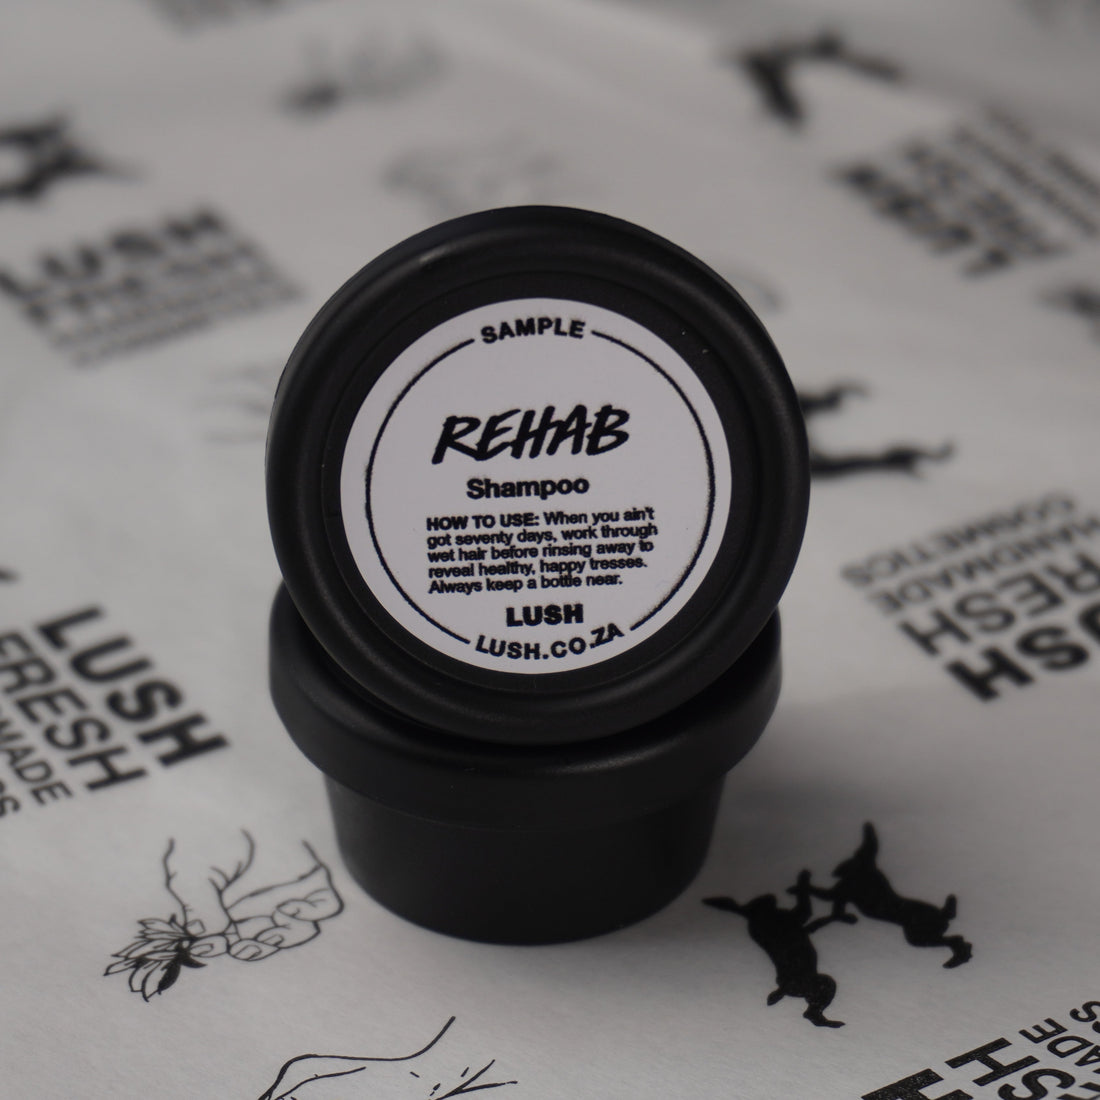 SAMPLE
REHAB
Shampoo
HOW TO USE: When you ain't
got seventy days, work through
wet hair before rinsing away to
reveal healthy, happy tresses.
Always keep a bottle near.
LUSH
LUSH.CO.ZA
LUSH
FRESH
LUSH
FRESH
MADE
USH
RESH
HANDMADE
COSMETICS